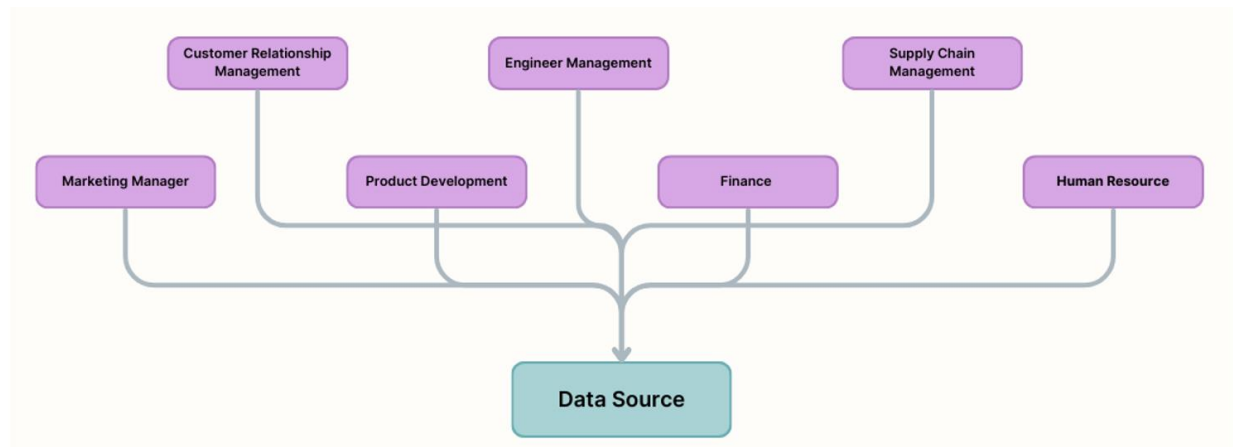 Customer Relationship
Management
Engineer Management
Supply Chain
Management
Marketing Manager
Product Development
Finance
Human Resource
Data Source